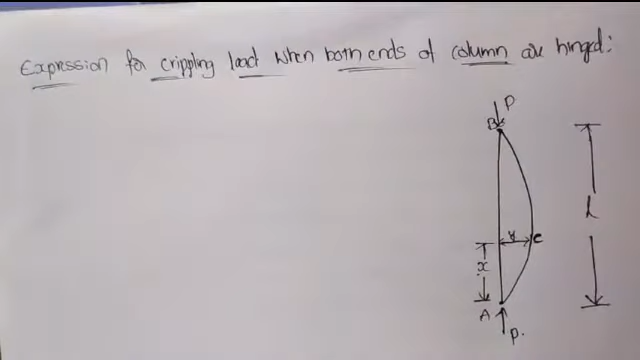 Expression for crippling load when both ends of column are hinged:
P
B
l
y
C
x
A
P.